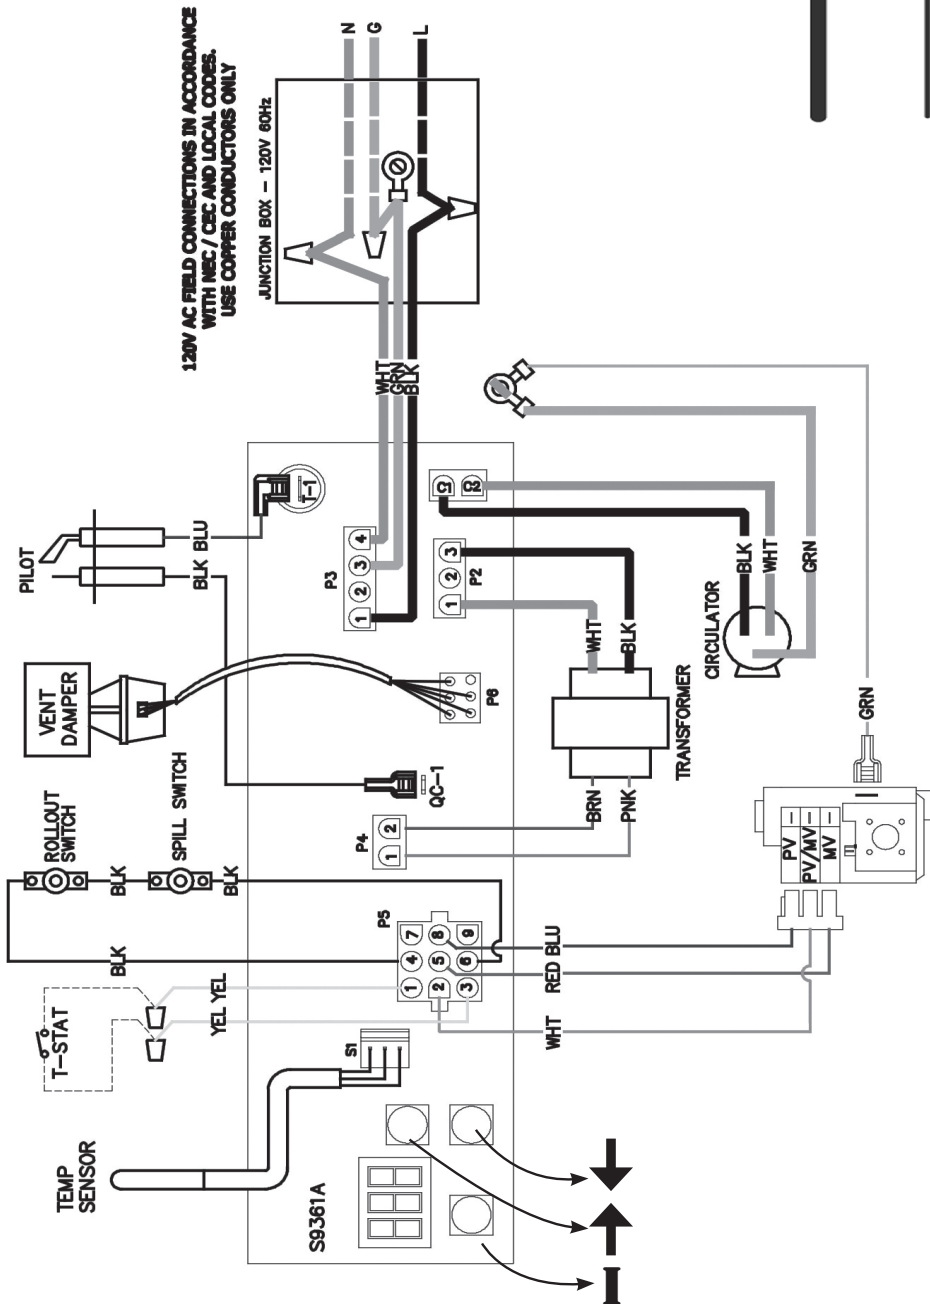 120V AC FIELD CONNECTIONS IN ACCORDANCE
WITH NEC / CEC AND LOCAL CODES.
USE COPPER CONDUCTORS ONLY
JUNCTION BOX - 120V 60Hz
N
G
L
WHT
GRN
BLK
PILOT
BLU
BLK
T-1
P3
1
2
3
4
C1
C2
P2
1
2
3
VENT
DAMPER
P6
WHT
BLK
TRANSFORMER
BRN
PNK
CIRCULATOR
BLK
WHT
GRN
GRN
ROLLOUT
SWITCH
SPILL SWITCH
BLK
BLK
BLK
QC-1
P4
1
2
P5
7
8
9
4
5
6
1
2
3
T-STAT
YEL
YEL
BLU
RED
WHT
PV
PV/MV
MV
S1
TEMP
SENSOR
S9361A